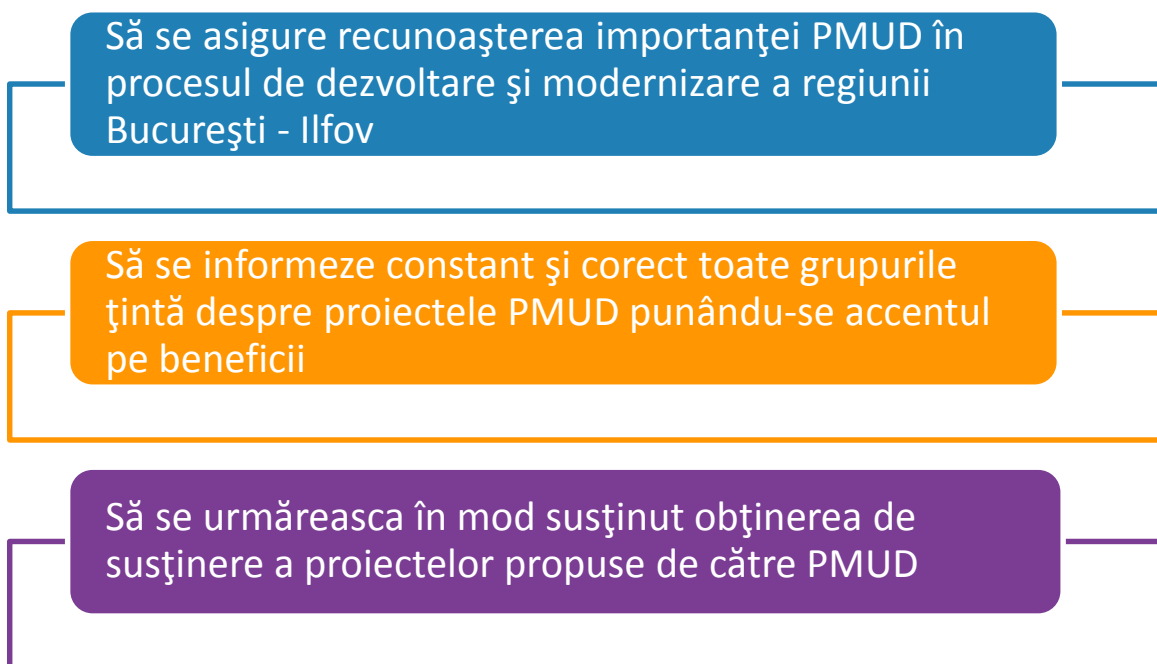 Să se asigure recunoaşterea importanţei PMUD în
procesul de dezvoltare şi modernizare a regiunii
Bucureşti - Ilfov
Să se informeze constant şi corect toate grupurile
ţintă despre proiectele PMUD punându-se accentul
pe beneficii
Să se urmăreasca în mod susţinut obţinerea de
susţinere a proiectelor propuse de către PMUD